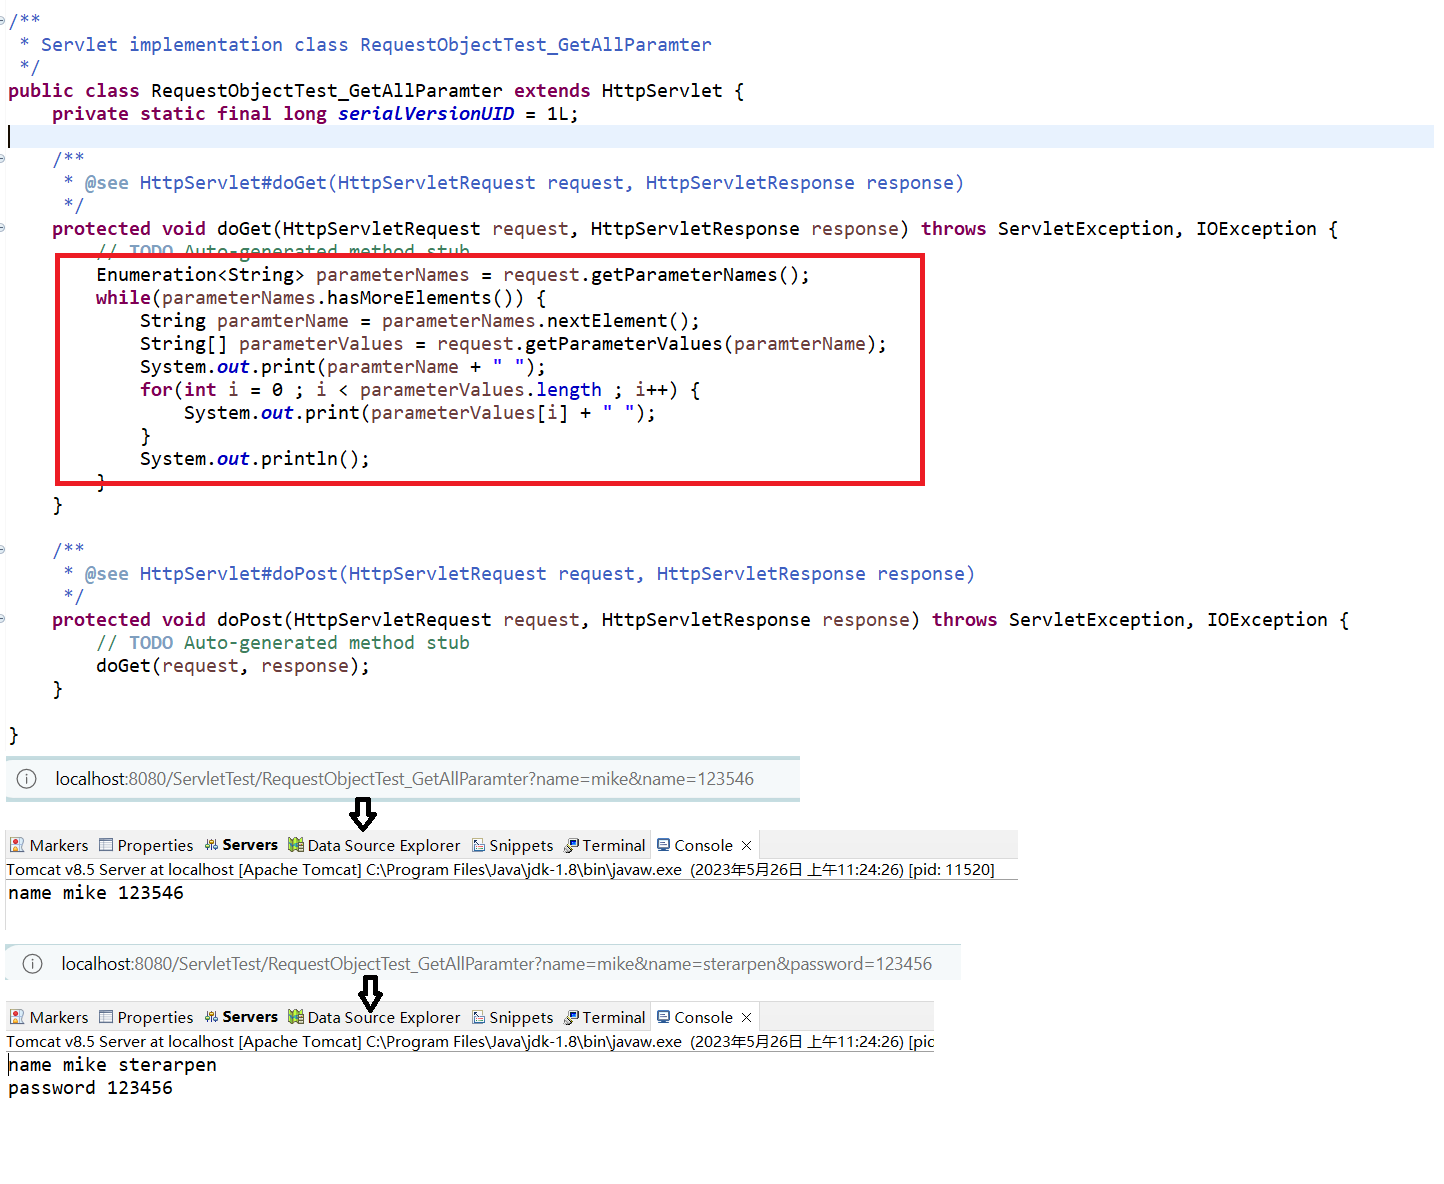 /**
 * Servlet implementation class RequestObjectTest_GetAllParamter
 */
public class RequestObjectTest_GetAllParamter extends HttpServlet {
    private static final long serialVersionUID = 1L;
    /**
     * @see HttpServlet#doGet(HttpServletRequest request, HttpServletResponse response)
     */
    protected void doGet(HttpServletRequest request, HttpServletResponse response) throws ServletException, IOException {
        // TODO Auto-generated method stub
        Enumeration<String> parameterNames = request.getParameterNames();
        while(parameterNames.hasMoreElements()) {
            String paramterName = parameterNames.nextElement();
            String[] parameterValues = request.getParameterValues(paramterName);
            System.out.print(paramterName + " ");
            for(int i = 0 ; i < parameterValues.length ; i++) {
                System.out.print(parameterValues[i] + " ");
            }
            System.out.println();
        }
    }
    /**
     * @see HttpServlet#doPost(HttpServletRequest request, HttpServletResponse response)
     */
    protected void doPost(HttpServletRequest request, HttpServletResponse response) throws ServletException, IOException {
        // TODO Auto-generated method stub
        doGet(request, response);
    }
}
localhost:8080/ServletTest/RequestObjectTest_GetAllParamter?name=mike&name=123546
Markers Properties Servers Data Source Explorer Snippets Terminal Console
Tomcat v8.5 Server at localhost [Apache Tomcat] C:\Program Files\Java\jdk-1.8\bin\javaw.exe (2023年5月26日 上午11:24:26) [pid: 11520]
name mike 123546
localhost:8080/ServletTest/RequestObjectTest_GetAllParamter?name=mike&name=sterarpen&password=123456
Markers Properties Servers Data Source Explorer Snippets Terminal Console
Tomcat v8.5 Server at localhost [Apache Tomcat] C:\Program Files\Java\jdk-1.8\bin\javaw.exe (2023年5月26日 上午11:24:26) [pid
name mike sterarpen
password 123456